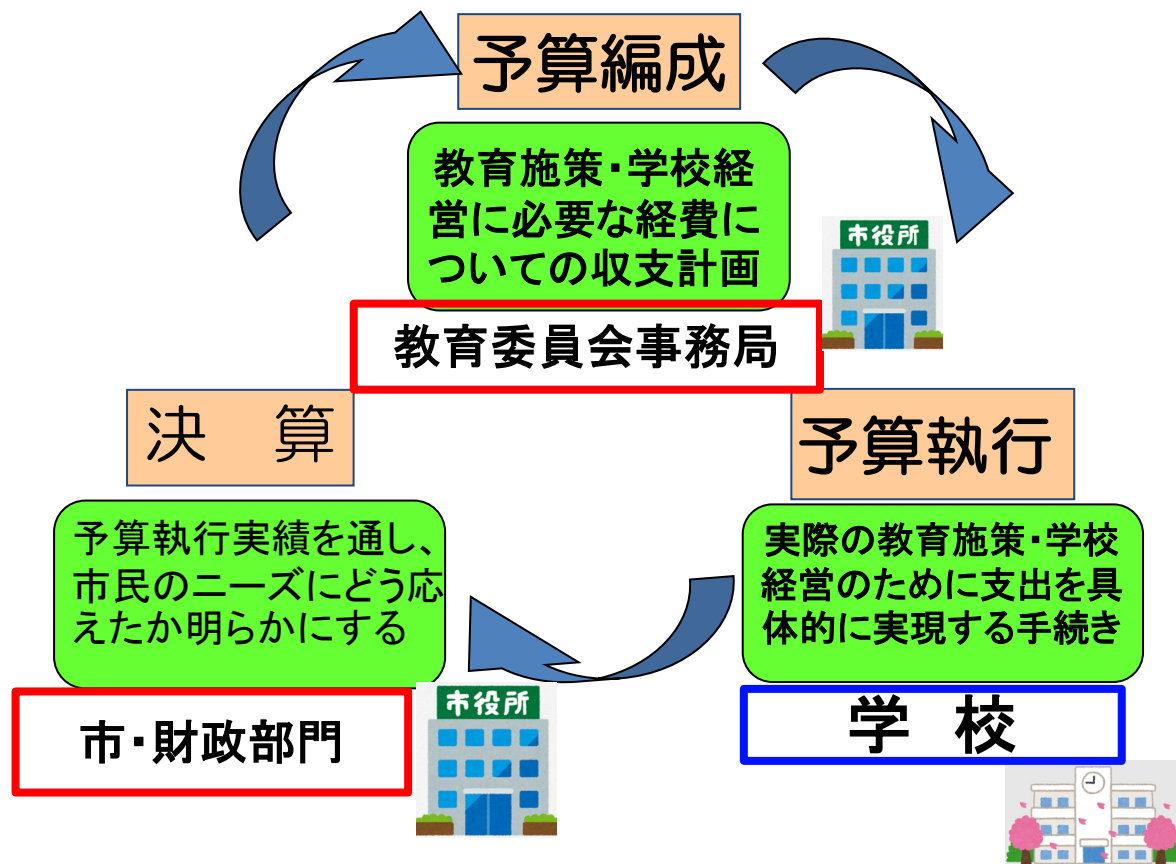 予算編成
教育施策・学校経
営に必要な経費に
ついての収支計画
市役所
教育委員会事務局
決　算
予算執行実績を通し、
市民のニーズにどう応
えたか明らかにする
市・財政部門
市役所
予算執行
実際の教育施策・学校
経営のために支出を具
体的に実現する手続き
学　校